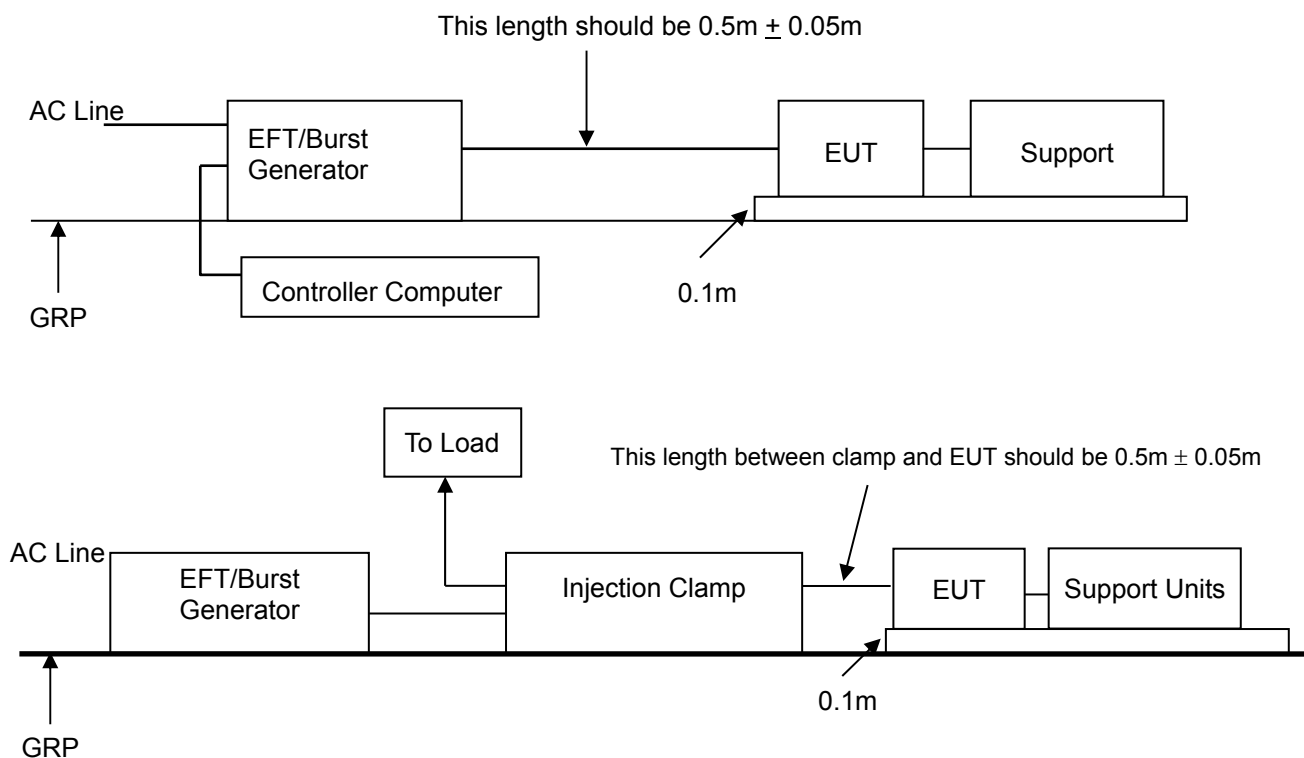 This length should be 0.5m ± 0.05m
AC Line
EFT/Burst
Generator
EUT
Support
Controller Computer
0.1m
GRP
To Load
This length between clamp and EUT should be 0.5m ± 0.05m
AC Line
EFT/Burst
Generator
Injection Clamp
EUT
Support Units
0.1m
GRP